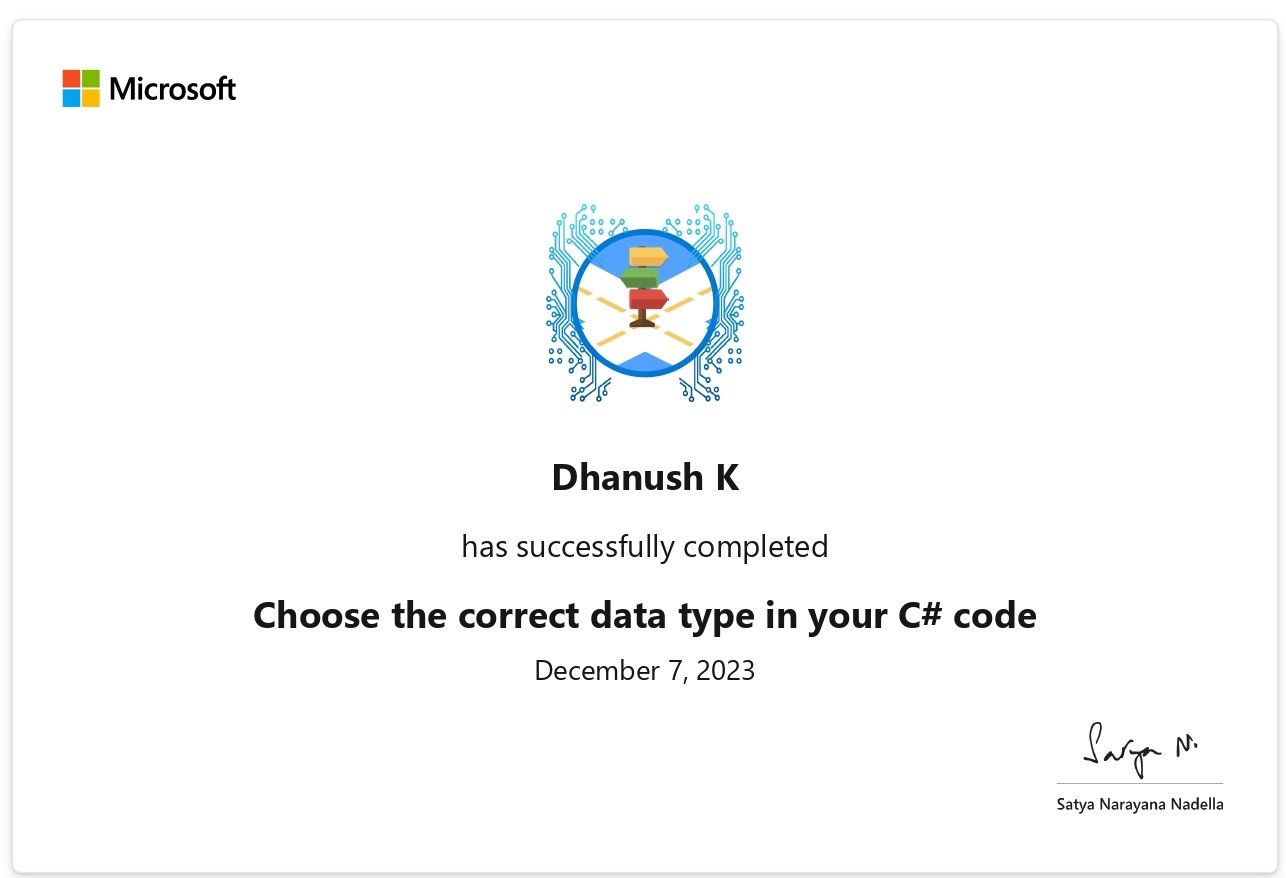 Microsoft
Dhanush K
has successfully completed
Choose the correct data type in your C# code
December 7, 2023
Satya N.
Satya Narayana Nadella